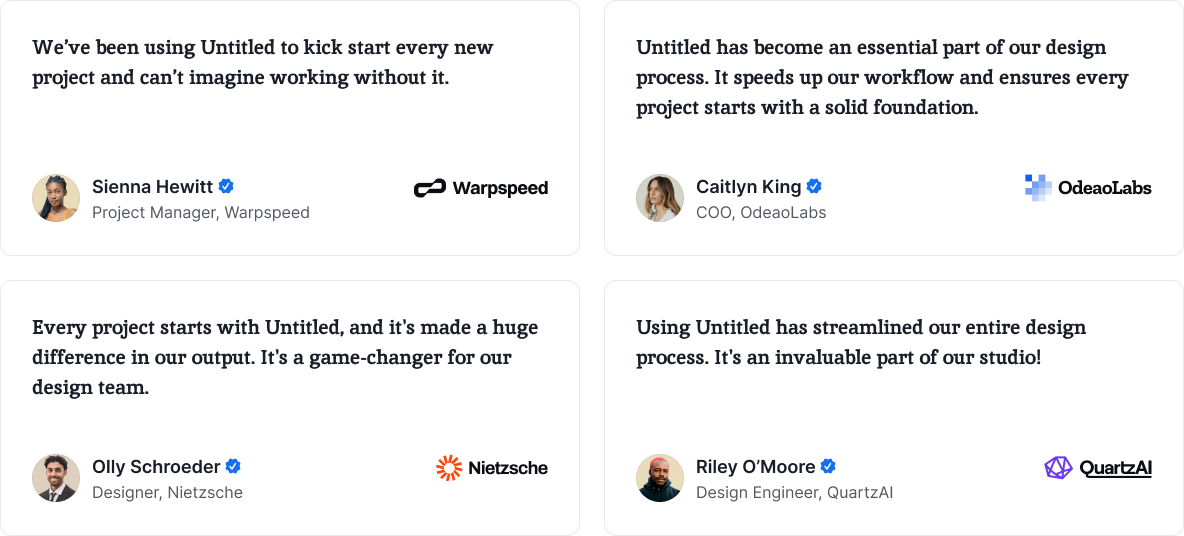 We’ve been using Untitled to kick start every new
project and can’t imagine working without it.
Sienna Hewitt
Project Manager, Warpspeed
Warpspeed
Untitled has become an essential part of our design
process. It speeds up our workflow and ensures every
project starts with a solid foundation.
Caitlyn King
COO, OdeaoLabs
OdeaoLabs
Every project starts with Untitled, and it's made a huge
difference in our output. It's a game-changer for our
design team.
Olly Schroeder
Designer, Nietzsche
Nietzsche
Using Untitled has streamlined our entire design
process. It's an invaluable part of our studio!
Riley O’Moore
Design Engineer, QuartzAI
QuartzAI